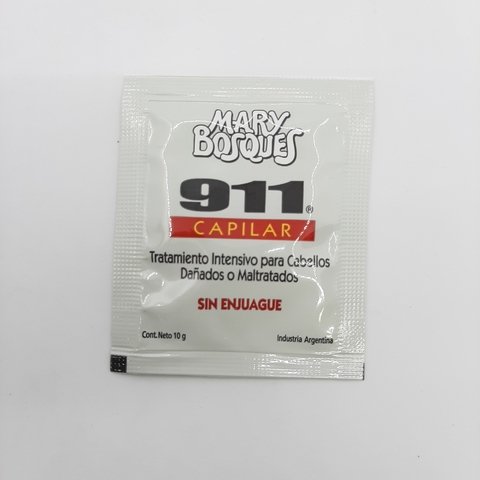 MARY
BOSQUES
911®
CAPILAR
Tratamiento Intensivo para Cabellos
Dañados o Maltratados
SIN ENJUAGUE
Cont. Neto 10 g Industria Argentina